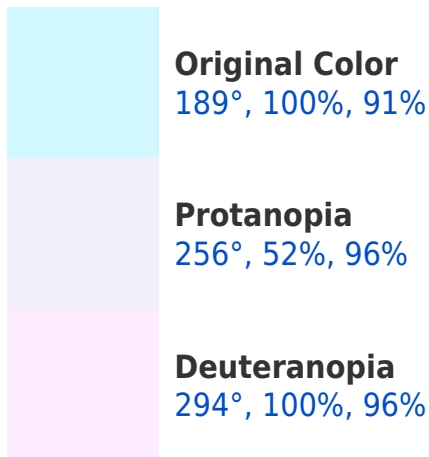 Original Color
189°, 100%, 91%
Protanopia
256°, 52%, 96%
Deuteranopia
294°, 100%, 96%